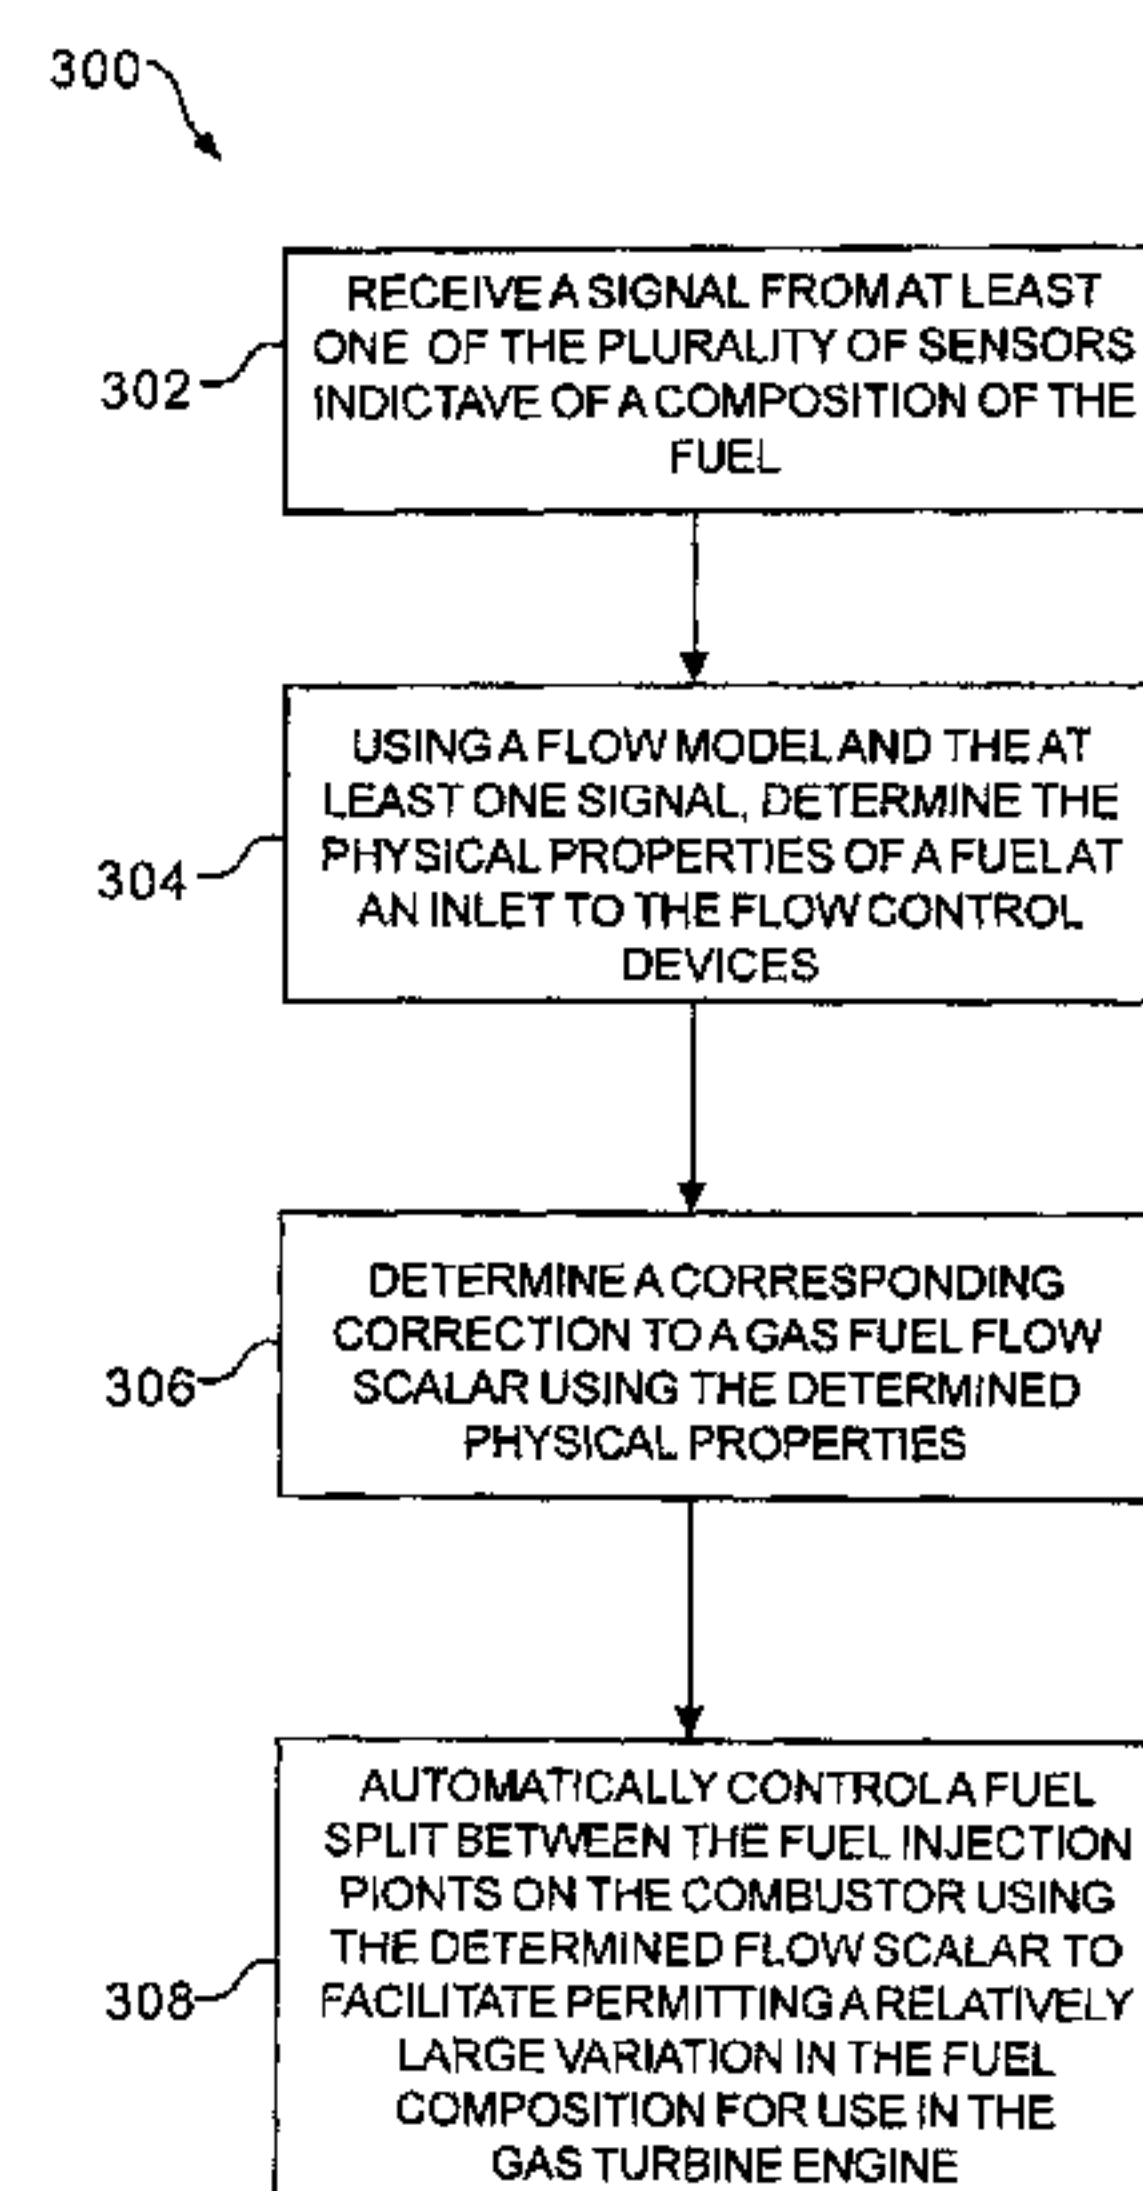 300
RECEIVE A SIGNAL FROM AT LEAST
ONE OF THE PLURALITY OF SENSORS
INDICTAVE OF A COMPOSITION OF THE
FUEL
302
USING A FLOW MODEL AND THE AT
LEAST ONE SIGNAL, DETERMINE THE
PHYSICAL PROPERTIES OF A FUEL AT
AN INLET TO THE FLOW CONTROL
DEVICES
304
DETERMINE A CORRESPONDING
CORRECTION TO A GAS FUEL FLOW
SCALAR USING THE DETERMINED
PHYSICAL PROPERTIES
306
AUTOMATICALLY CONTROL A FUEL
SPLIT BETWEEN THE FUEL INJECTION
PIONTS ON THE COMBUSTOR USING
THE DETERMINED FLOW SCALAR TO
FACILITATE PERMITTING A RELATIVELY
LARGE VARIATION IN THE FUEL
COMPOSITION FOR USE IN THE
GAS TURBINE ENGINE
308